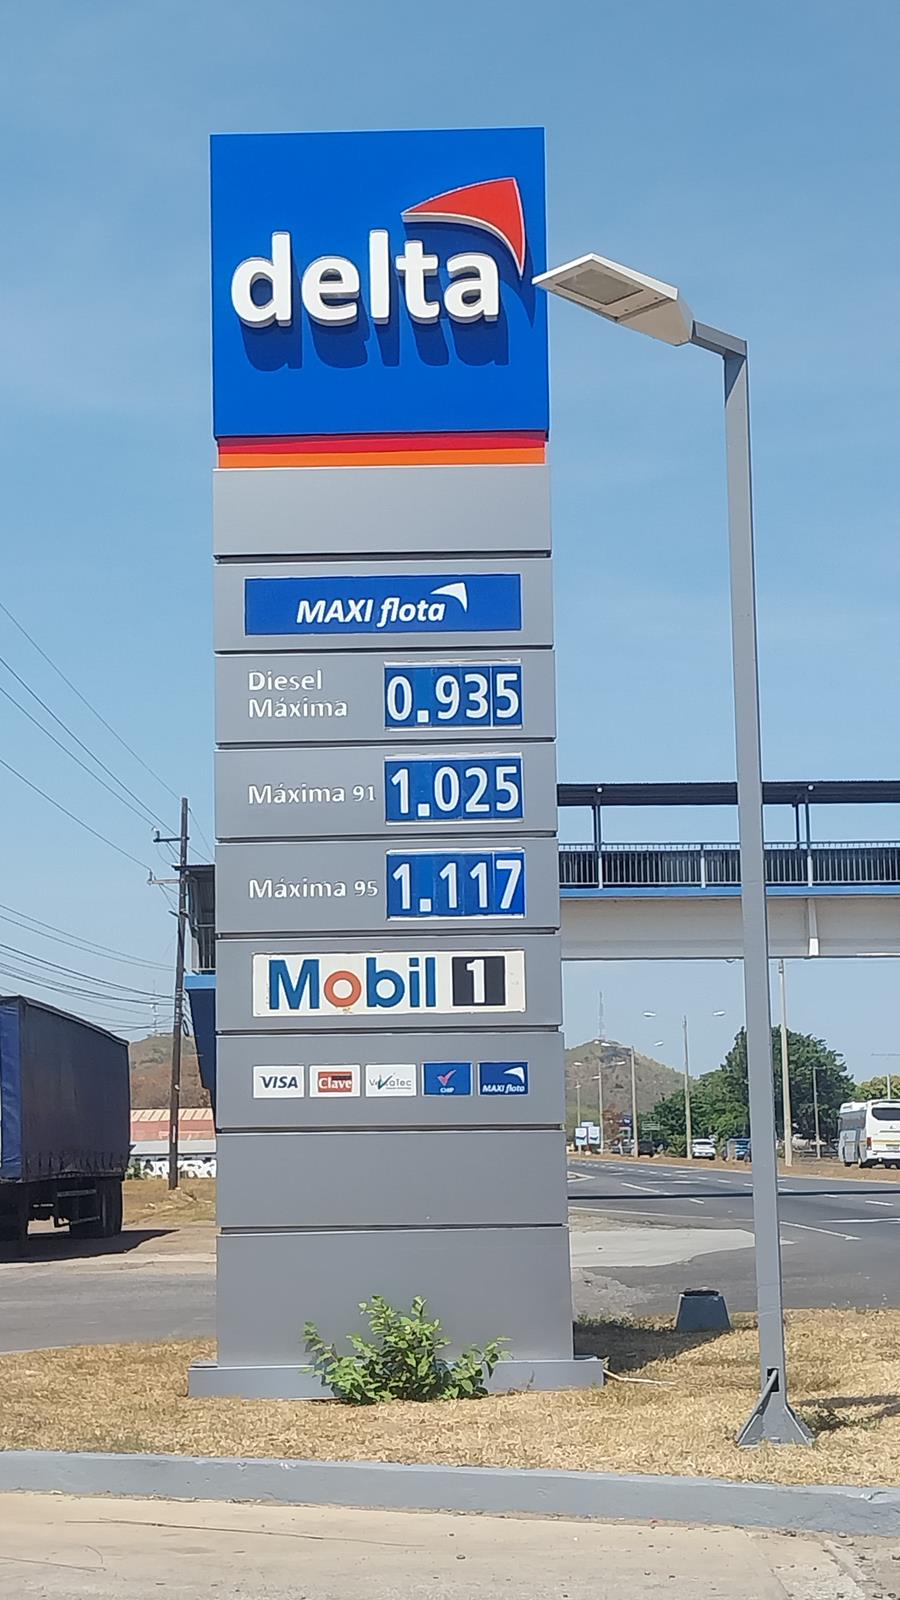 delta
MAXI flota
Diesel
Máxima
0.935
Máxima 91
1.025
Máxima 95
1.117
Mobil 1
VISA
Clave
CHIP
MAXI flota